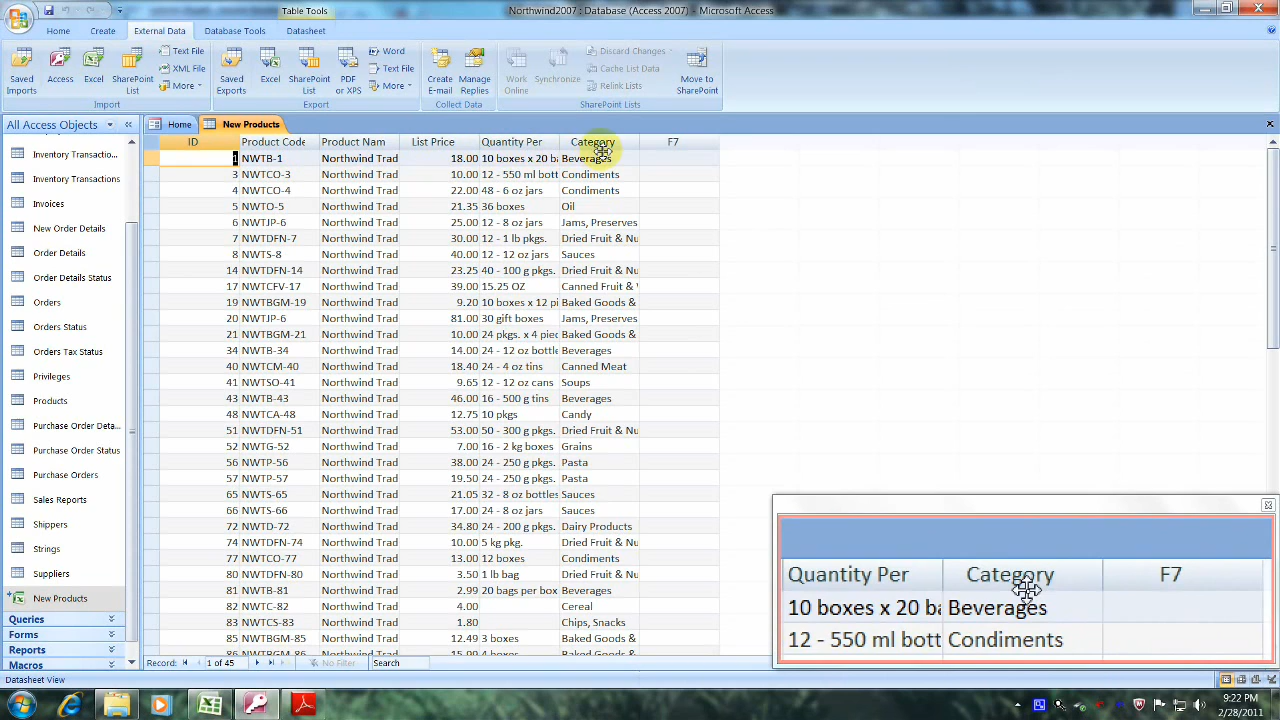 Table Tools
Northwind2007 : Database (Access 2007) - Microsoft Access
Home Create External Data Database Tools Datasheet
Saved Imports Access Excel SharePoint List Text File XML File More
Import
Saved Exports Excel SharePoint List PDF or XPS Word Text File More
Export
Create E-mail Manage Replies
Collect Data
Work Online Synchronize Discard Changes Cache List Data Relink Lists Move to SharePoint
SharePoint Lists
All Access Objects
Home New Products
Inventory Transactio...
Inventory Transactions
Invoices
New Order Details
Order Details
Order Details Status
Orders
Orders Status
Orders Tax Status
Privileges
Products
Purchase Order Deta...
Purchase Order Status
Purchase Orders
Sales Reports
Shippers
Strings
Suppliers
New Products
Queries
Forms
Reports
Macros
ID Product Code Product Nam List Price Quantity Per Category F7
1 NWTB-1 Northwind Trad 18.00 10 boxes x 20 ba Beverages
3 NWTCO-3 Northwind Trad 10.00 12 - 550 ml bott Condiments
4 NWTCO-4 Northwind Trad 22.00 48 - 6 oz jars Condiments
5 NWTO-5 Northwind Trad 21.35 36 boxes Oil
6 NWTJP-6 Northwind Trad 25.00 12 - 8 oz jars Jams, Preserves
7 NWTDFN-7 Northwind Trad 30.00 12 - 1 lb pkgs. Dried Fruit & Nu
8 NWTS-8 Northwind Trad 40.00 12 - 12 oz jars Sauces
14 NWTDFN-14 Northwind Trad 23.25 40 - 100 g pkgs. Dried Fruit & Nu
17 NWTCFV-17 Northwind Trad 39.00 15.25 OZ Canned Fruit &
19 NWTBGM-19 Northwind Trad 9.20 10 boxes x 12 pi Baked Goods &
20 NWTJP-6 Northwind Trad 81.00 30 gift boxes Jams, Preserves
21 NWTBGM-21 Northwind Trad 10.00 24 pkgs. x 4 piec Baked Goods &
34 NWTB-34 Northwind Trad 14.00 24 - 12 oz bottle Beverages
40 NWTCM-40 Northwind Trad 18.40 24 - 4 oz tins Canned Meat
41 NWTSO-41 Northwind Trad 9.65 12 - 12 oz cans Soups
43 NWTB-43 Northwind Trad 46.00 16 - 500 g tins Beverages
48 NWTCA-48 Northwind Trad 12.75 10 pkgs Candy
51 NWTDFN-51 Northwind Trad 53.00 50 - 300 g pkgs. Dried Fruit & Nu
52 NWTG-52 Northwind Trad 7.00 16 - 2 kg boxes Grains
56 NWTP-56 Northwind Trad 38.00 24 - 250 g pkgs. Pasta
57 NWTP-57 Northwind Trad 19.50 24 - 250 g pkgs. Pasta
65 NWTS-65 Northwind Trad 21.05 32 - 8 oz bottles Sauces
66 NWTS-66 Northwind Trad 17.00 24 - 8 oz jars Sauces
72 NWTD-72 Northwind Trad 34.80 24 - 200 g pkgs. Dairy Products
74 NWTDFN-74 Northwind Trad 10.00 5 kg pkg. Dried Fruit & Nu
77 NWTCO-77 Northwind Trad 13.00 12 boxes Condiments
80 NWTDFN-80 Northwind Trad 3.50 1 lb bag Dried Fruit & Nu
81 NWTB-81 Northwind Trad 2.99 20 bags per box Beverages
82 NWTC-82 Northwind Trad 4.00 Cereal
83 NWTCS-83 Northwind Trad 1.80 Chips, Snacks
85 NWTBGM-85 Northwind Trad 12.49 3 boxes Baked Goods &
86 NWTBGM-86 Northwind Trad 15.99 4 boxes Baked Goods &
Record: 1 of 45 No Filter Search
Datasheet View
Quantity Per Category F7
10 boxes x 20 ba Beverages
12 - 550 ml bott Condiments
9:22 PM
2/28/2011